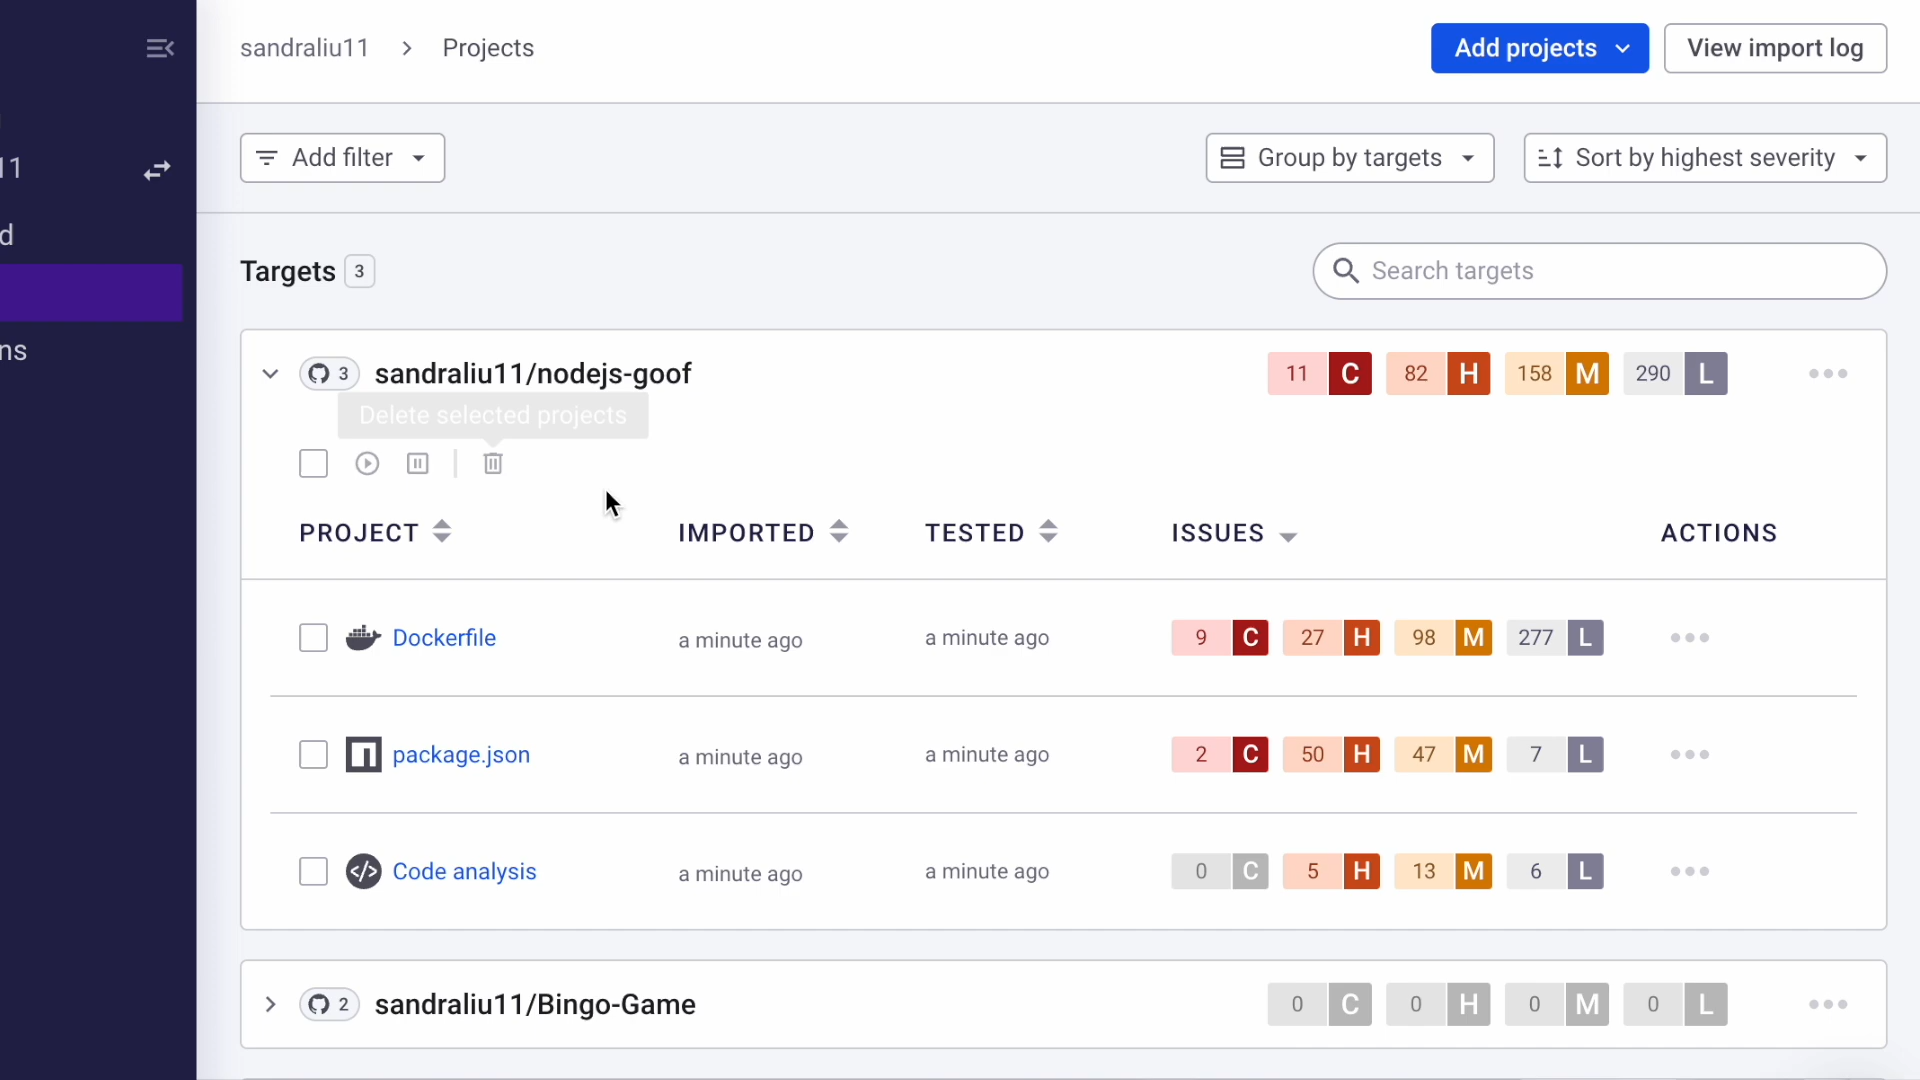 sandraliu11 > Projects
Add projects
View import log
11
Add filter
Group by targets
Sort by highest severity
d
Targets 3
Search targets
ns
3 sandraliu11/nodejs-goof 11 C 82 H 158 M 290 L
Delete selected projects
PROJECT IMPORTED TESTED ISSUES ACTIONS
Dockerfile a minute ago a minute ago 9 C 27 H 98 M 277 L
package.json a minute ago a minute ago 2 C 50 H 47 M 7 L
Code analysis a minute ago a minute ago 0 C 5 H 13 M 6 L
2 sandraliu11/Bingo-Game 0 C 0 H 0 M 0 L